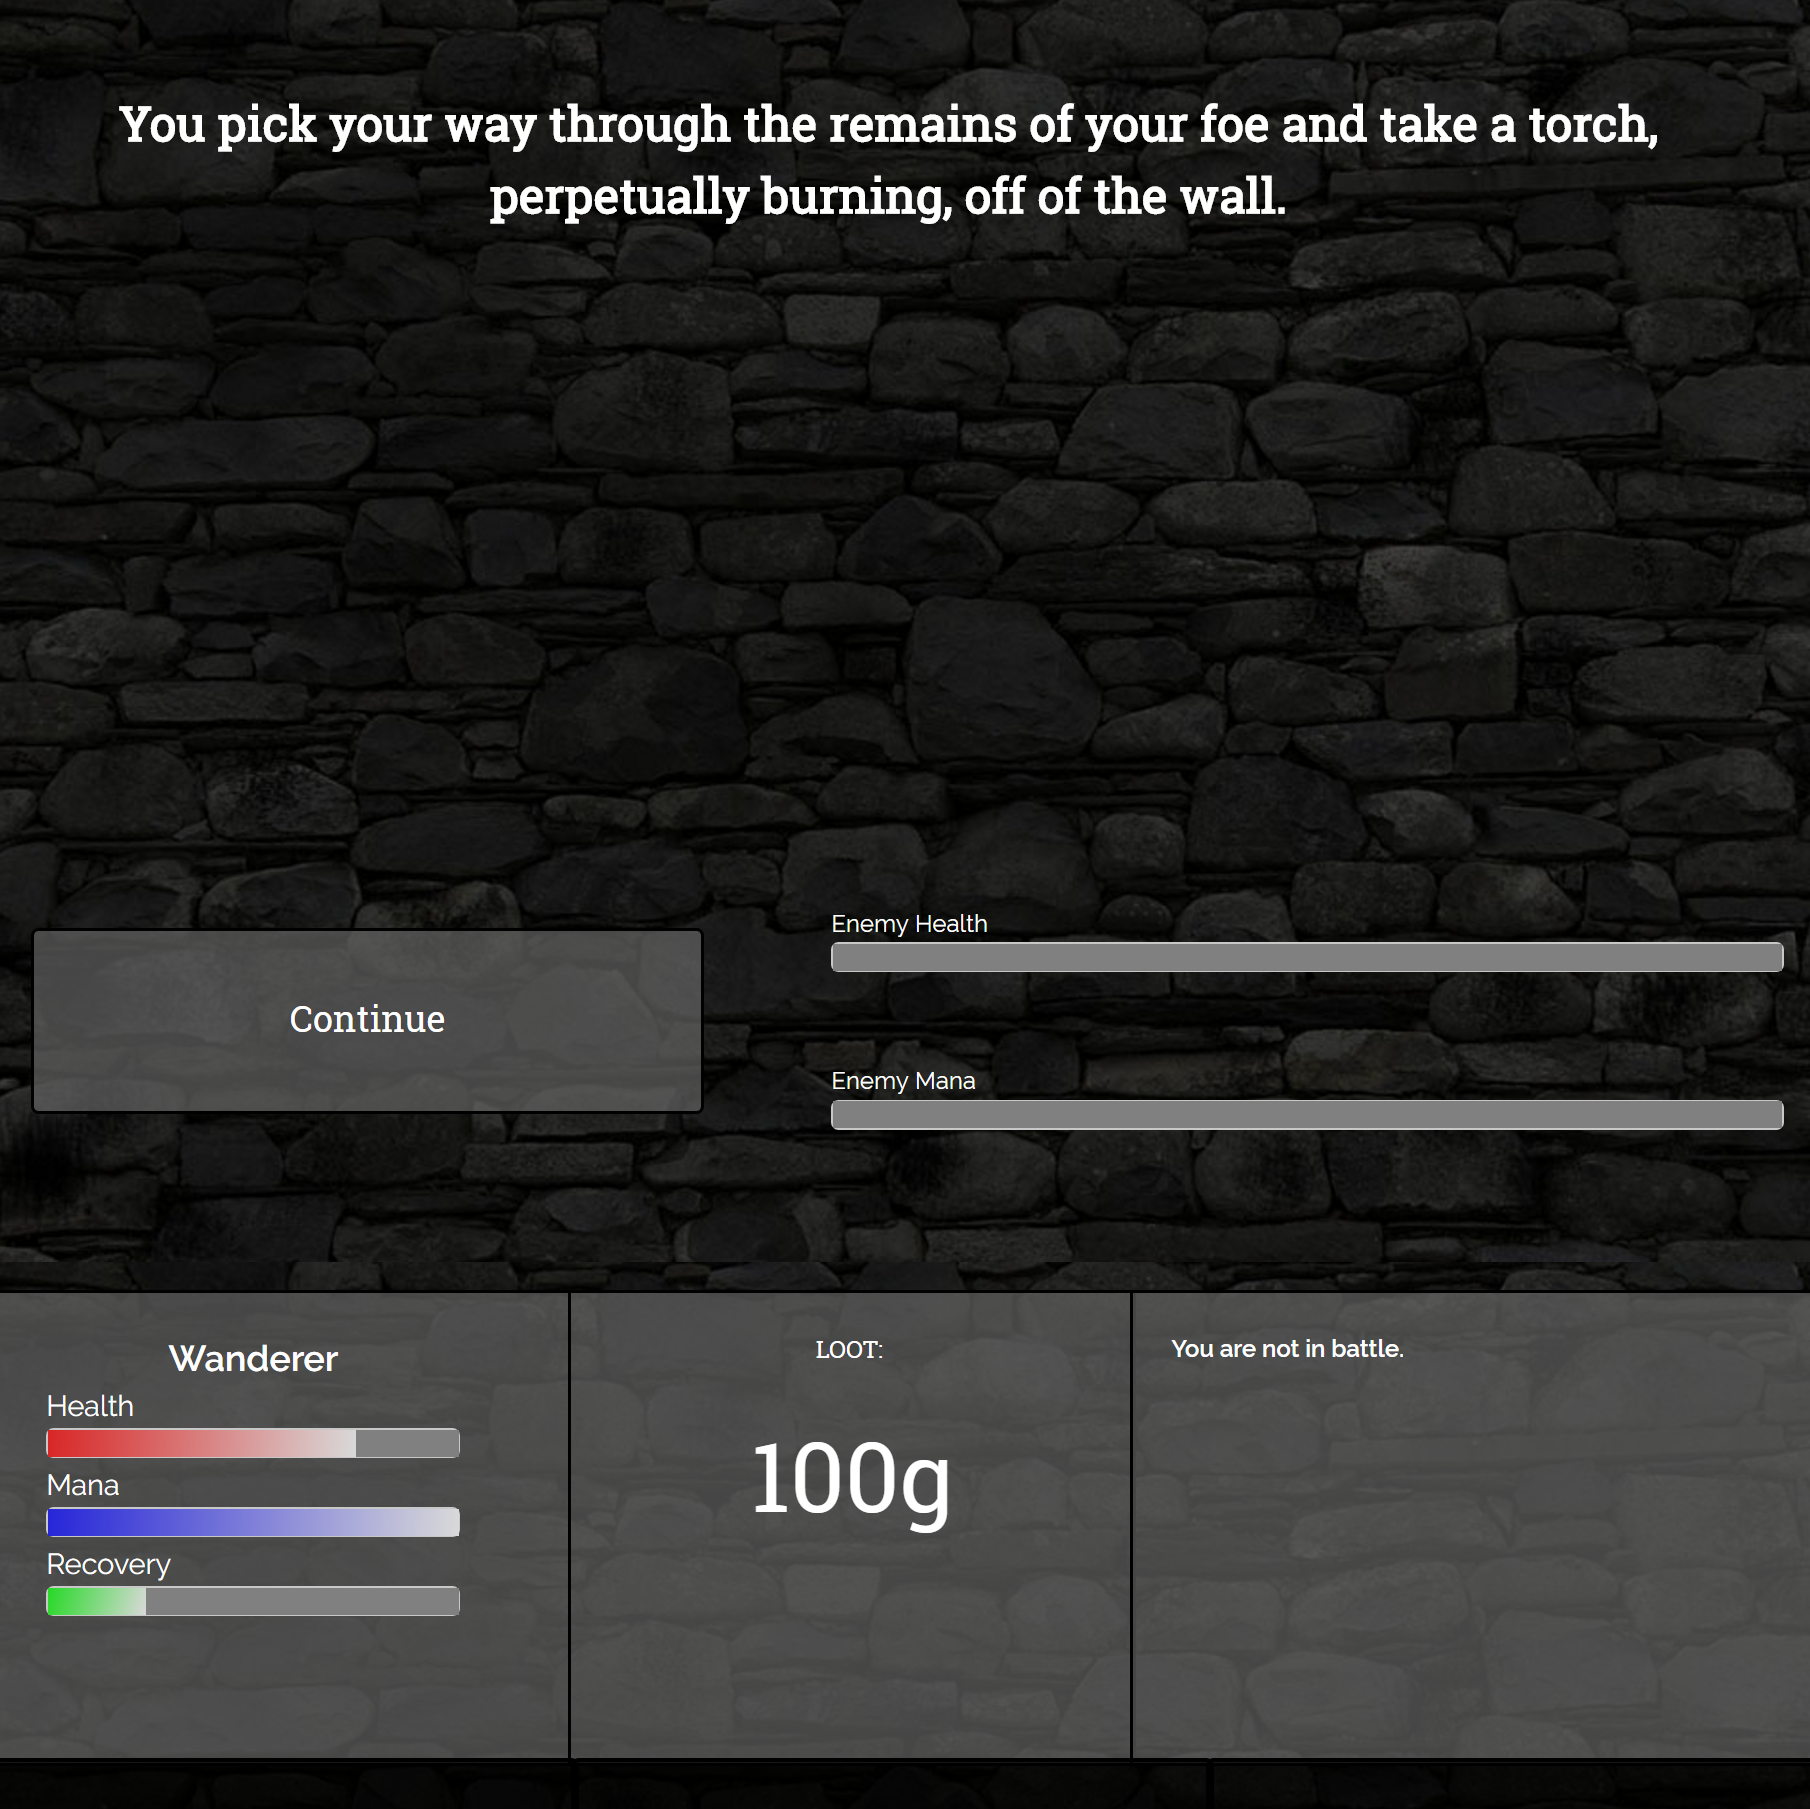 You pick your way through the remains of your foe and take a torch,
perpetually burning, off of the wall.
Continue
Enemy Health
Enemy Mana
Wanderer
Health
Mana
Recovery
LOOT:
100g
You are not in battle.